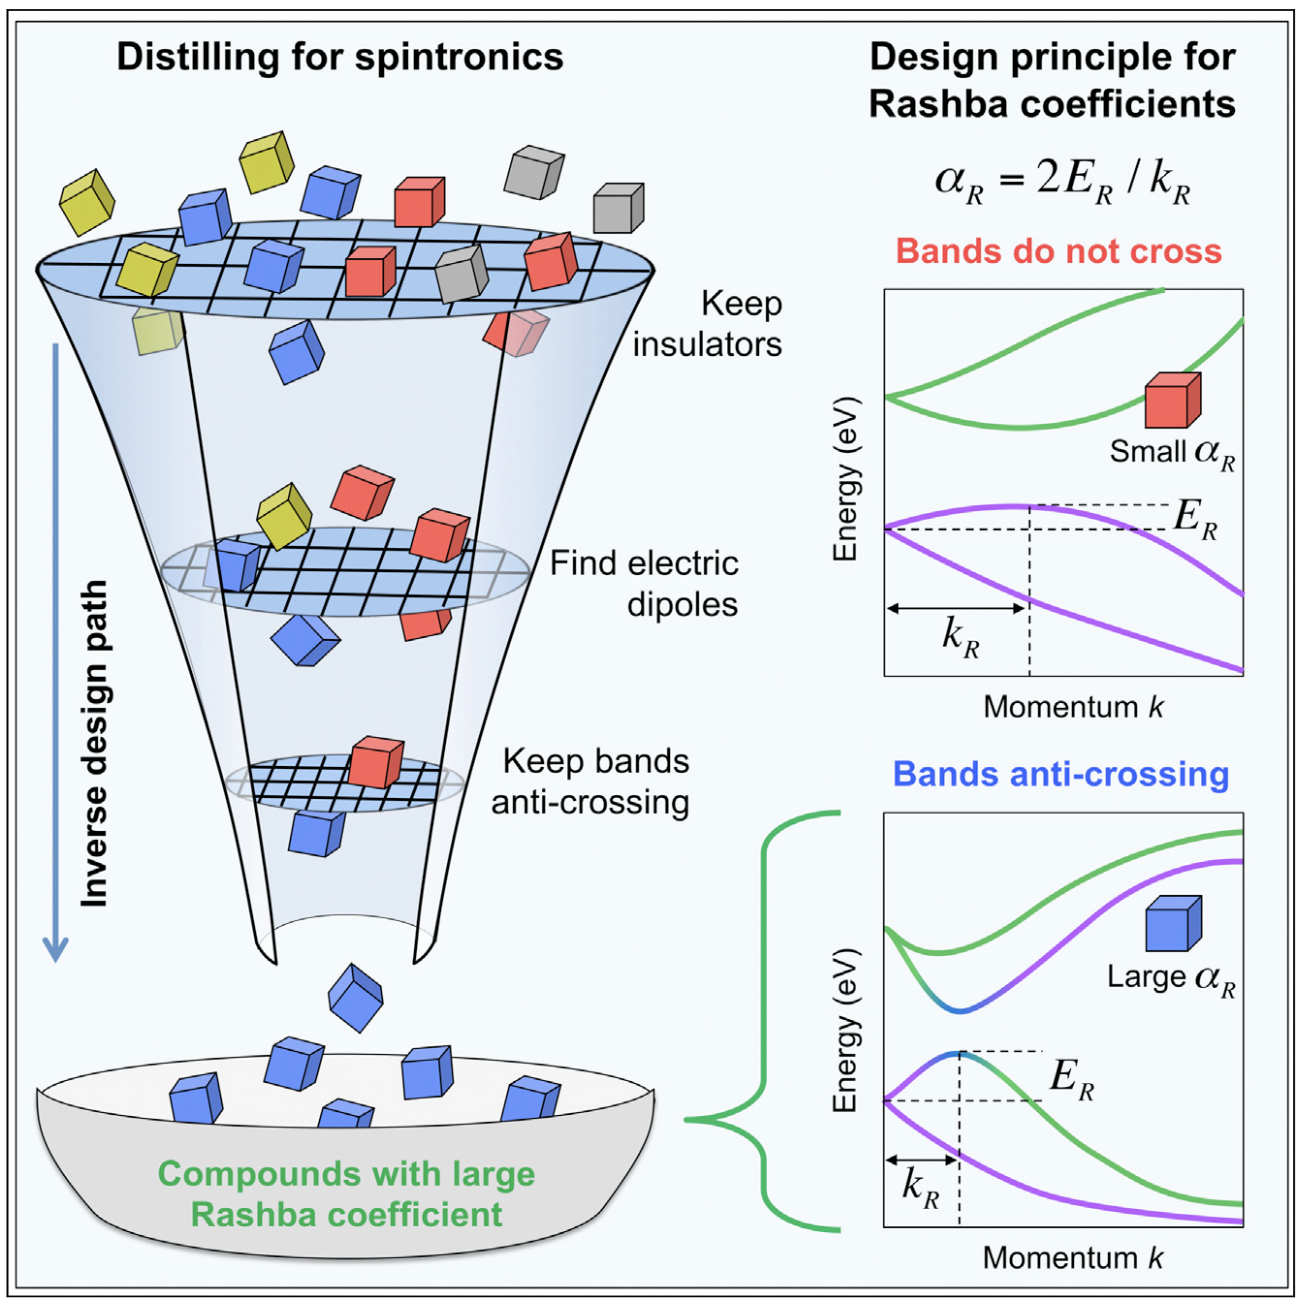 Distilling for spintronics
Keep
insulators
Find electric
dipoles
Keep bands
anti-crossing
Inverse design path
Compounds with large
Rashba coefficient
Design principle for
Rashba coefficients
α_R = 2E_R / k_R
Bands do not cross
Energy (eV)
Small α_R
E_R
k_R
Momentum k
Bands anti-crossing
Energy (eV)
Large α_R
E_R
k_R
Momentum k